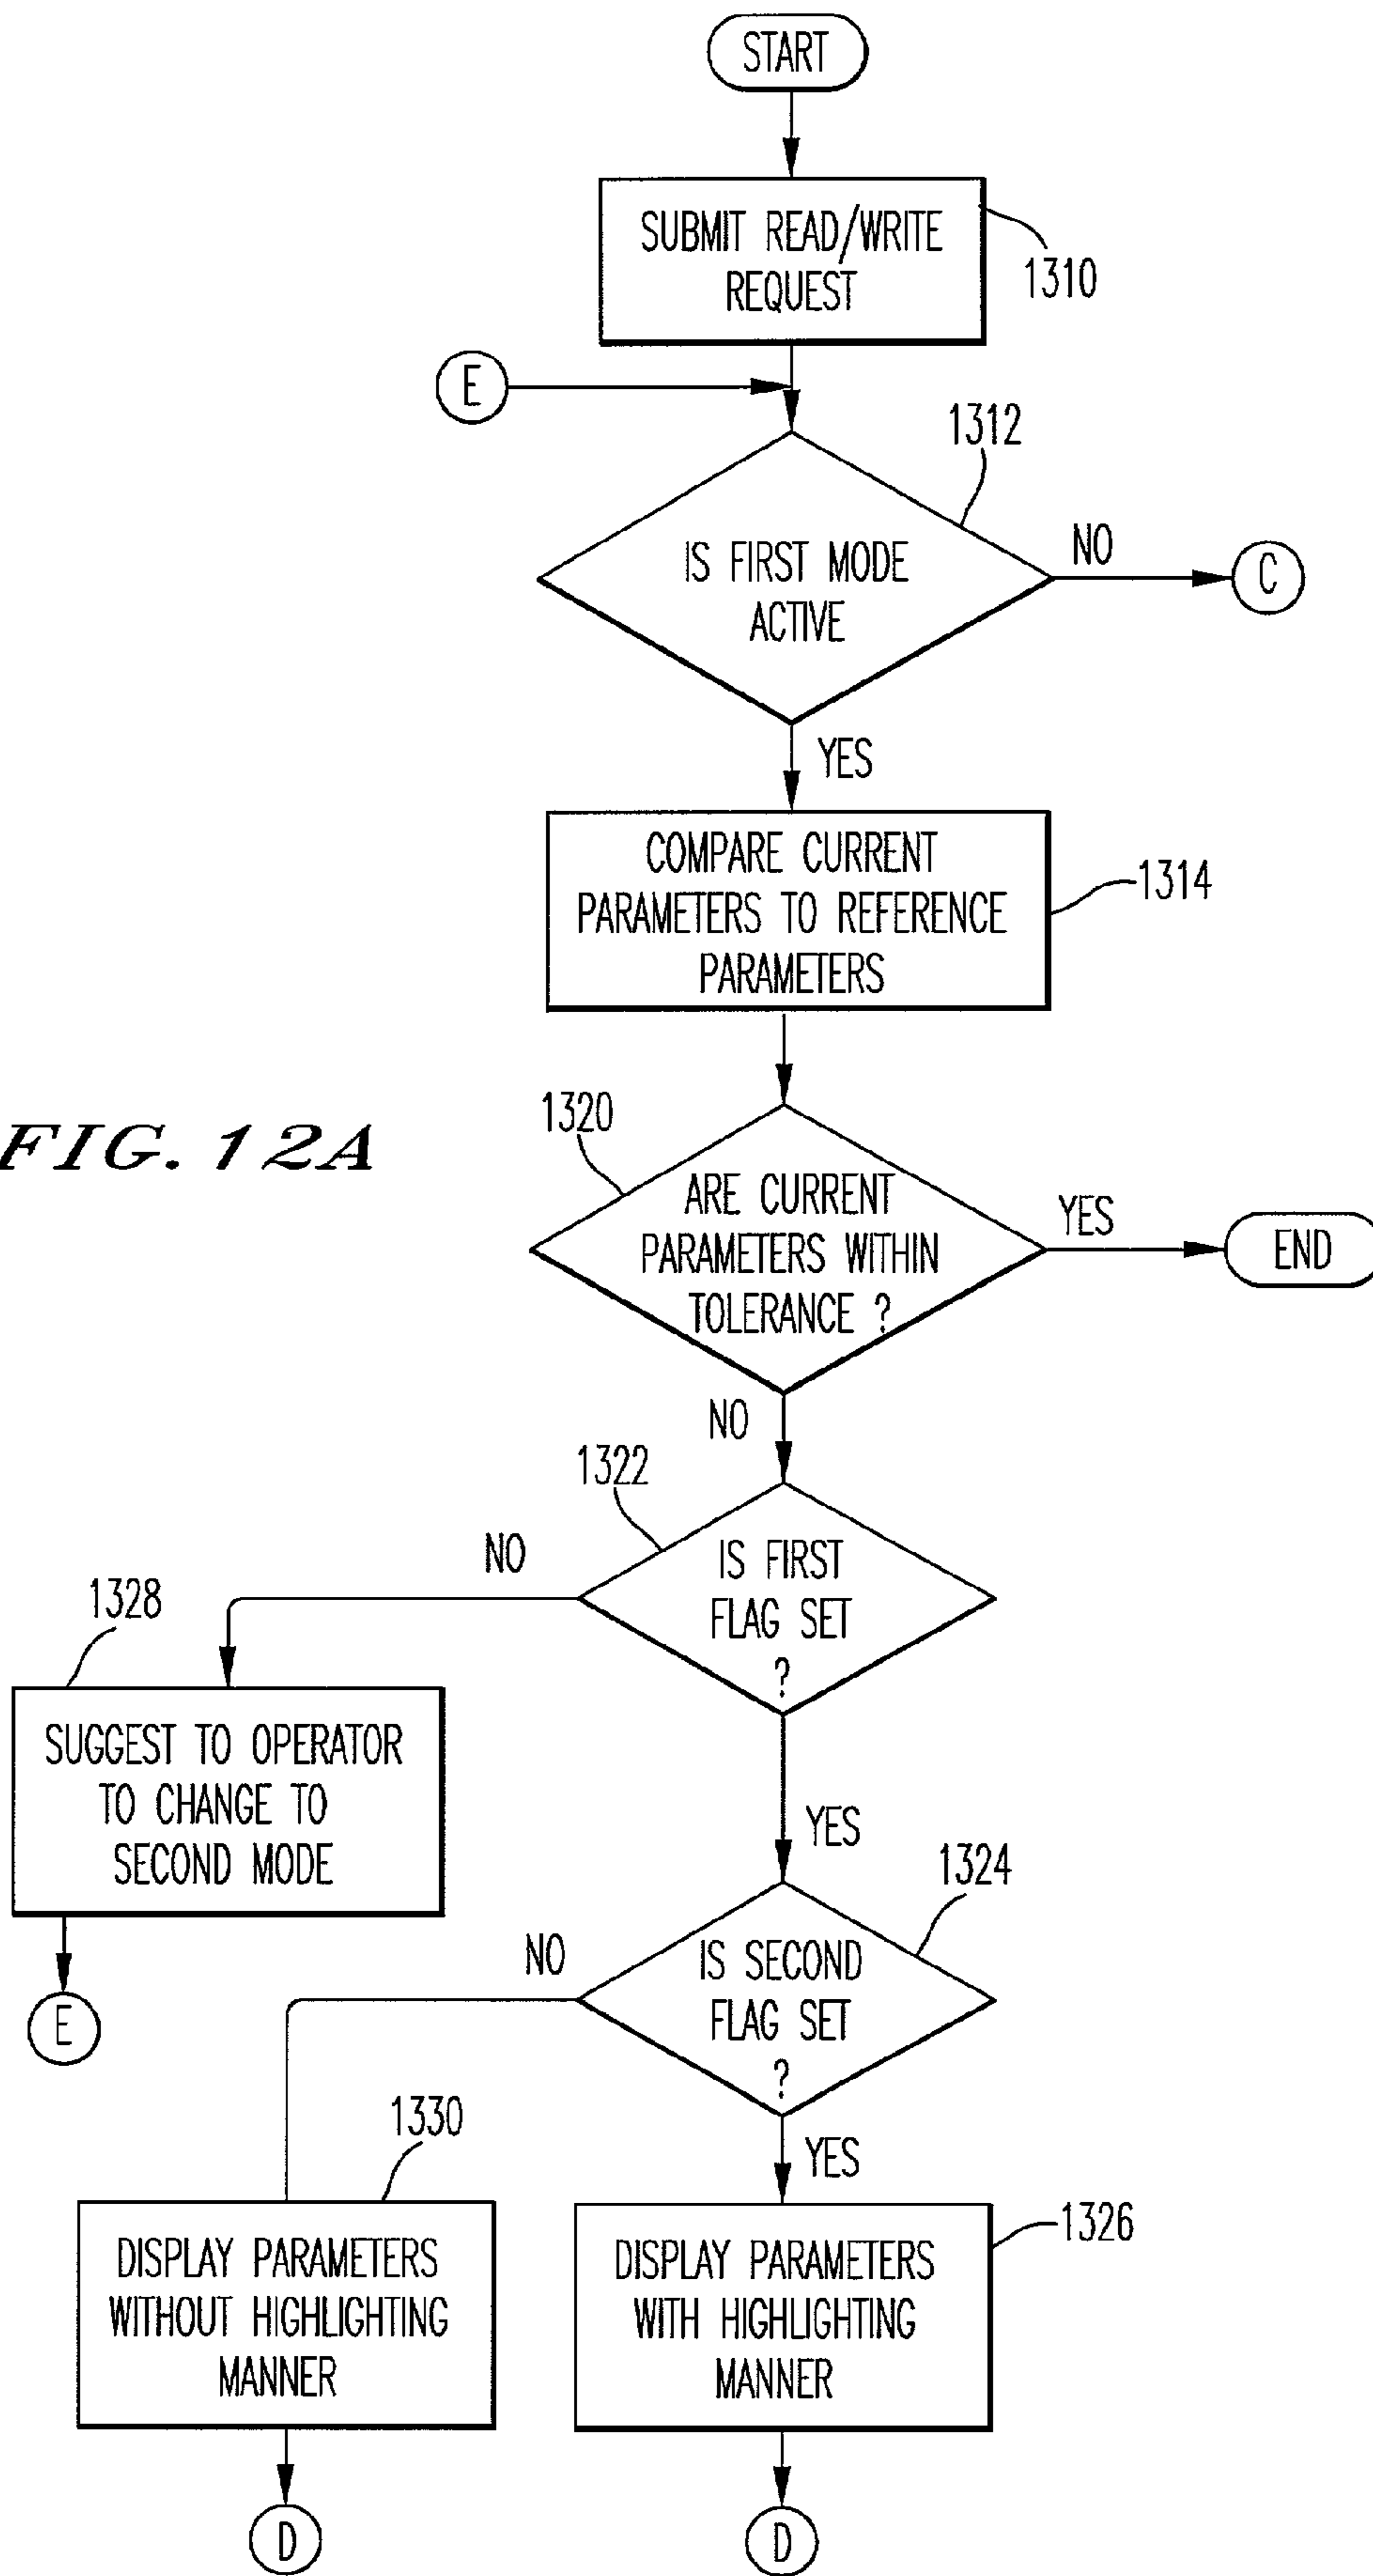 START
SUBMIT READ/WRITE
REQUEST
1310
E
1312
IS FIRST MODE
ACTIVE
NO
C
YES
COMPARE CURRENT
PARAMETERS TO REFERENCE
PARAMETERS
1314
FIG. 12A
1320
ARE CURRENT
PARAMETERS WITHIN
TOLERANCE ?
YES
END
NO
1322
IS FIRST
FLAG SET
?
NO
1328
SUGGEST TO OPERATOR
TO CHANGE TO
SECOND MODE
E
YES
1324
IS SECOND
FLAG SET
?
NO
YES
1330
DISPLAY PARAMETERS
WITHOUT HIGHLIGHTING
MANNER
D
1326
DISPLAY PARAMETERS
WITH HIGHLIGHTING
MANNER
D